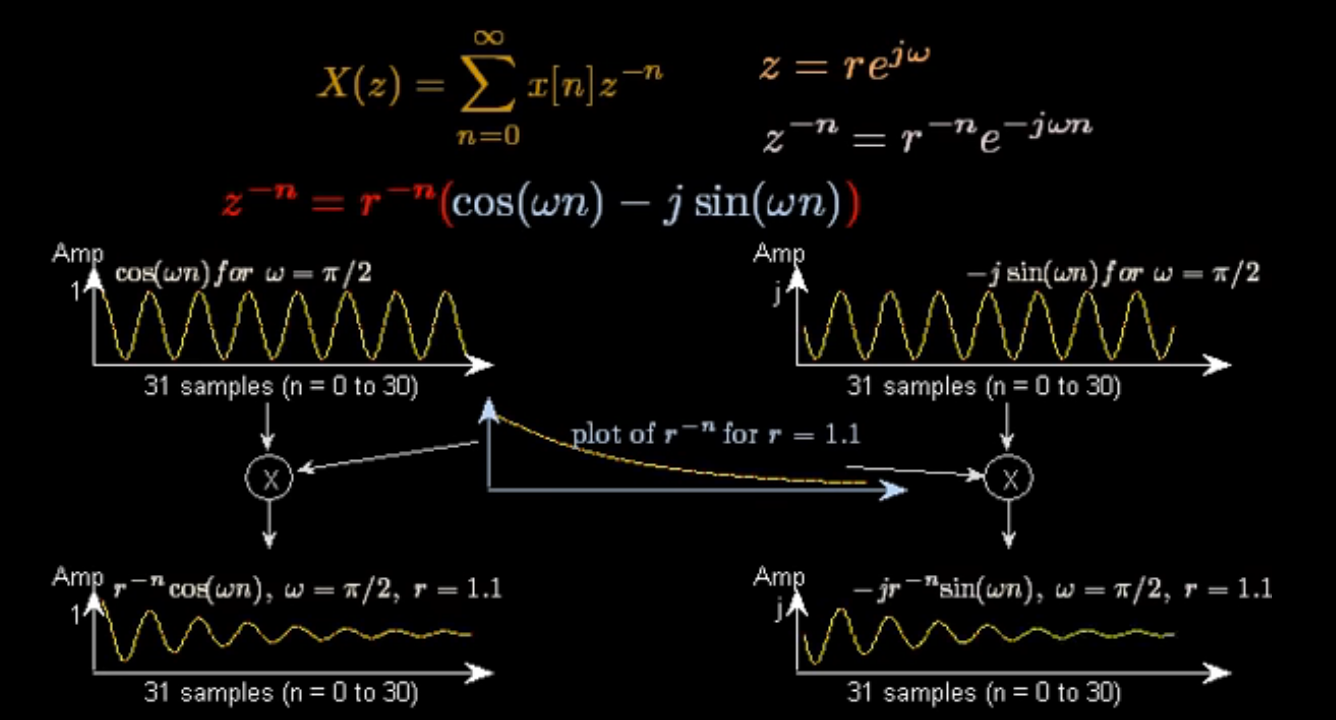 X(z) = ∑_{n=0}^{∞} x[n]z^{-n}
z = re^{jω}
z^{-n} = r^{-n}e^{-jωn}
z^{-n} = r^{-n}(cos(ωn) − j sin(ωn))
Amp
cos(ωn) for ω = π/2
1
31 samples (n = 0 to 30)
Amp
−j sin(ωn) for ω = π/2
j
31 samples (n = 0 to 30)
plot of r^{-n} for r = 1.1
X
X
Amp
r^{-n}cos(ωn), ω = π/2, r = 1.1
1
31 samples (n = 0 to 30)
Amp
−jr^{-n}sin(ωn), ω = π/2, r = 1.1
j
31 samples (n = 0 to 30)